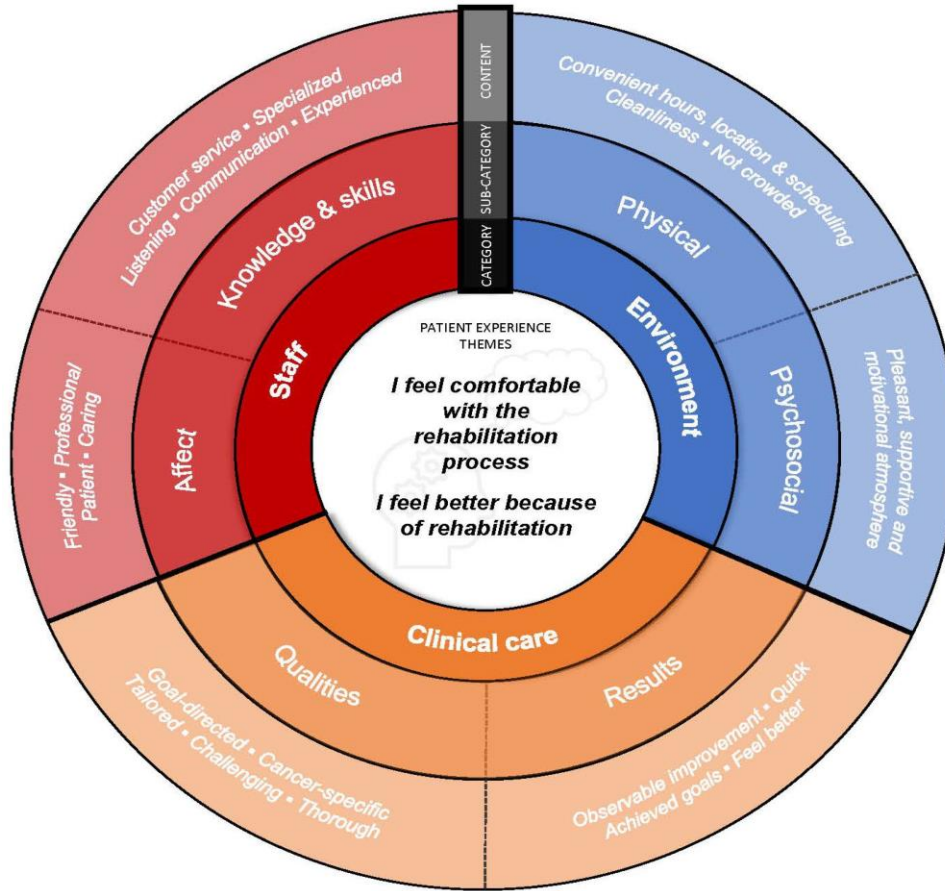 CONTENT
SUB-CATEGORY
CATEGORY
PATIENT EXPERIENCE
THEMES
I feel comfortable
with the
rehabilitation
process
I feel better because
of rehabilitation
Staff
Knowledge & skills
Customer service ▪ Specialized
Listening ▪ Communication ▪ Experienced
Affect
Friendly ▪ Professional
Patient ▪ Caring
Environment
Physical
Convenient hours, location & scheduling
Cleanliness ▪ Not crowded
Psychosocial
Pleasant, supportive and
motivational atmosphere
Clinical care
Qualities
Goal-directed ▪ Cancer-specific
Tailored ▪ Challenging ▪ Thorough
Results
Observable improvement ▪ Quick
Achieved goals ▪ Feel better